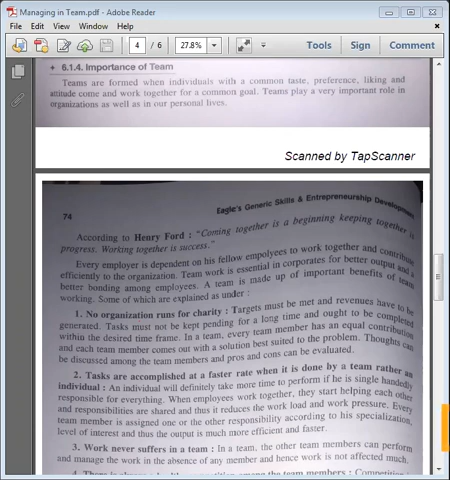 Managing in Team.pdf - Adobe Reader
File Edit View Window Help
4 / 6 27.8% Tools Sign Comment
+ 6.1.4. Importance of Team
Teams are formed when individuals with a common taste, preference, liking and
attitude come and work together for a common goal. Teams play a very important role in
organizations as well as in our personal lives.
Scanned by TapScanner
74 Eagle's Generic Skills & Entrepreneurship Developmen
According to Henry Ford : "Coming together is a beginning keeping together is
progress. Working together is success."
Every employer is dependent on his fellow empolyees to work together and contribute
efficiently to the organization. Team work is essential in corporates for better output and a
better bonding among employees. A team is made up of important benefits of team
working. Some of which are explained as under :
1. No organization runs for charity : Targets must be met and revenues have to be
generated. Tasks must not be kept pending for a long time and ought to be completed
within the desired time frame. In a team, every team member has an equal contribution
and each team member comes out with a solution best suited to the problem. Thoughts can
be discussed among the team members and pros and cons can be evaluated.
2. Tasks are accomplished at a faster rate when it is done by a team rather an
individual : An individual will definitely take more time to perform if he is single handedly
responsible for everything. When employees work together, they start helping each other
and responsibilities are shared and thus it reduces the work load and work pressure. Every
team member is assigned one or the other responsibility according to his specialization,
level of interest and thus the output is much more efficient and faster.
3. Work never suffers in a team : In a team, the other team members can perform
and manage the work in the absence of any member and hence work is not affected much.